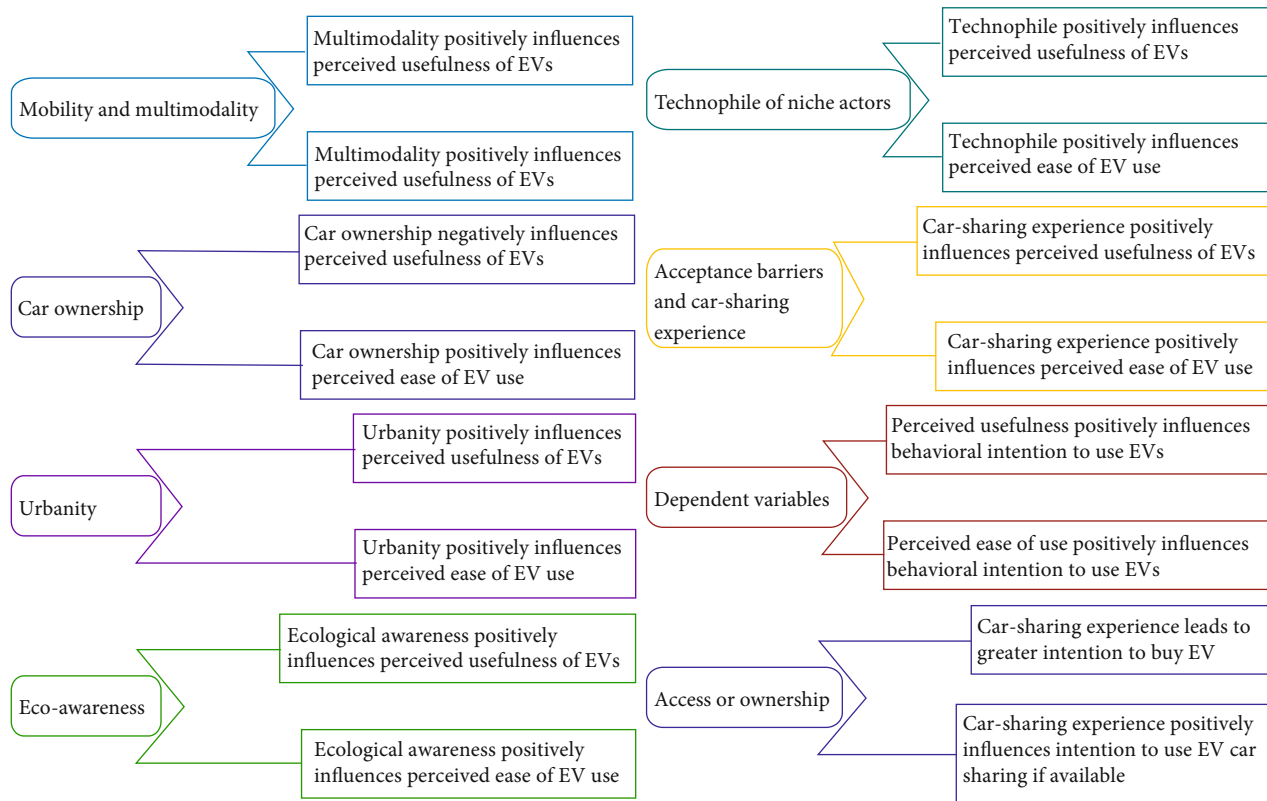 Mobility and multimodality
Multimodality positively influences
perceived usefulness of EVs
Multimodality positively influences
perceived usefulness of EVs
Car ownership
Car ownership negatively influences
perceived usefulness of EVs
Car ownership positively influences
perceived ease of EV use
Urbanity
Urbanity positively influences
perceived usefulness of EVs
Urbanity positively influences
perceived ease of EV use
Eco-awareness
Ecological awareness positively
influences perceived usefulness of EVs
Ecological awareness positively
influences perceived ease of EV use
Technophile of niche actors
Technophile positively influences
perceived usefulness of EVs
Technophile positively influences
perceived ease of EV use
Acceptance barriers
and car-sharing
experience
Car-sharing experience positively
influences perceived usefulness of EVs
Car-sharing experience positively
influences perceived ease of EV use
Dependent variables
Perceived usefulness positively influences
behavioral intention to use EVs
Perceived ease of use positively influences
behavioral intention to use EVs
Access or ownership
Car-sharing experience leads to
greater intention to buy EV
Car-sharing experience positively
influences intention to use EV car
sharing if available